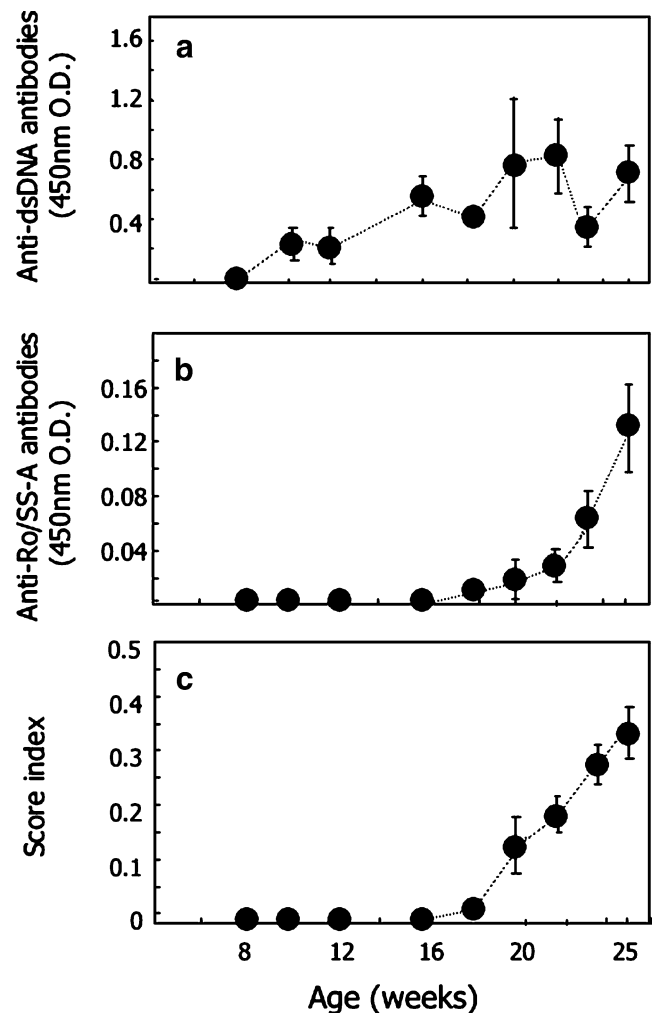 Anti-dsDNA antibodies
(450nm O.D.)
a
1.6
1.2
0.8
0.4
Anti-Ro/SS-A antibodies
(450nm O.D.)
b
0.16
0.12
0.08
0.04
Score index
c
0.5
0.4
0.3
0.2
0.1
0
8 12 16 20 25
Age (weeks)